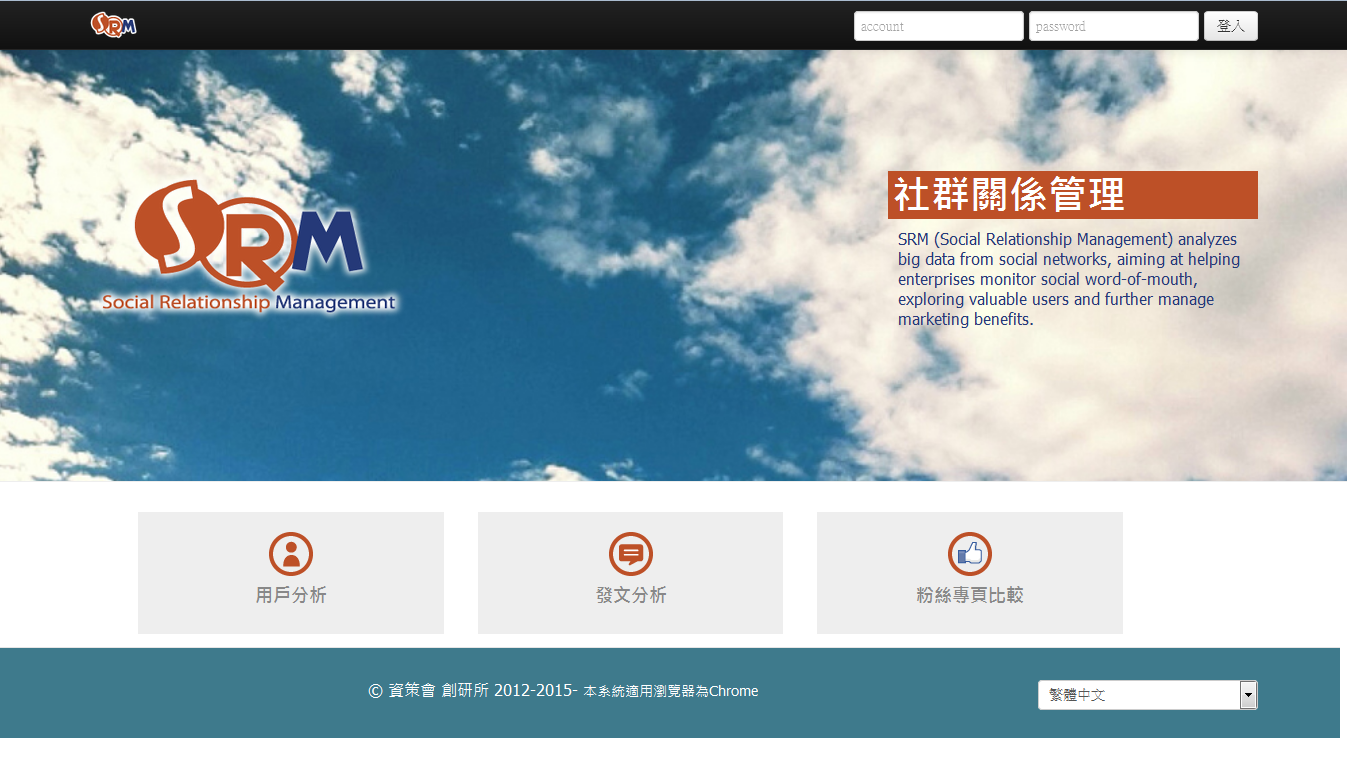 SRM
account
password
登入
SRM
Social Relationship Management
社群關係管理
SRM (Social Relationship Management) analyzes
big data from social networks, aiming at helping
enterprises monitor social word-of-mouth,
exploring valuable users and further manage
marketing benefits.
用戶分析
發文分析
粉絲專頁比較
© 資策會 創研所 2012-2015- 本系統適用瀏覽器為Chrome
繁體中文